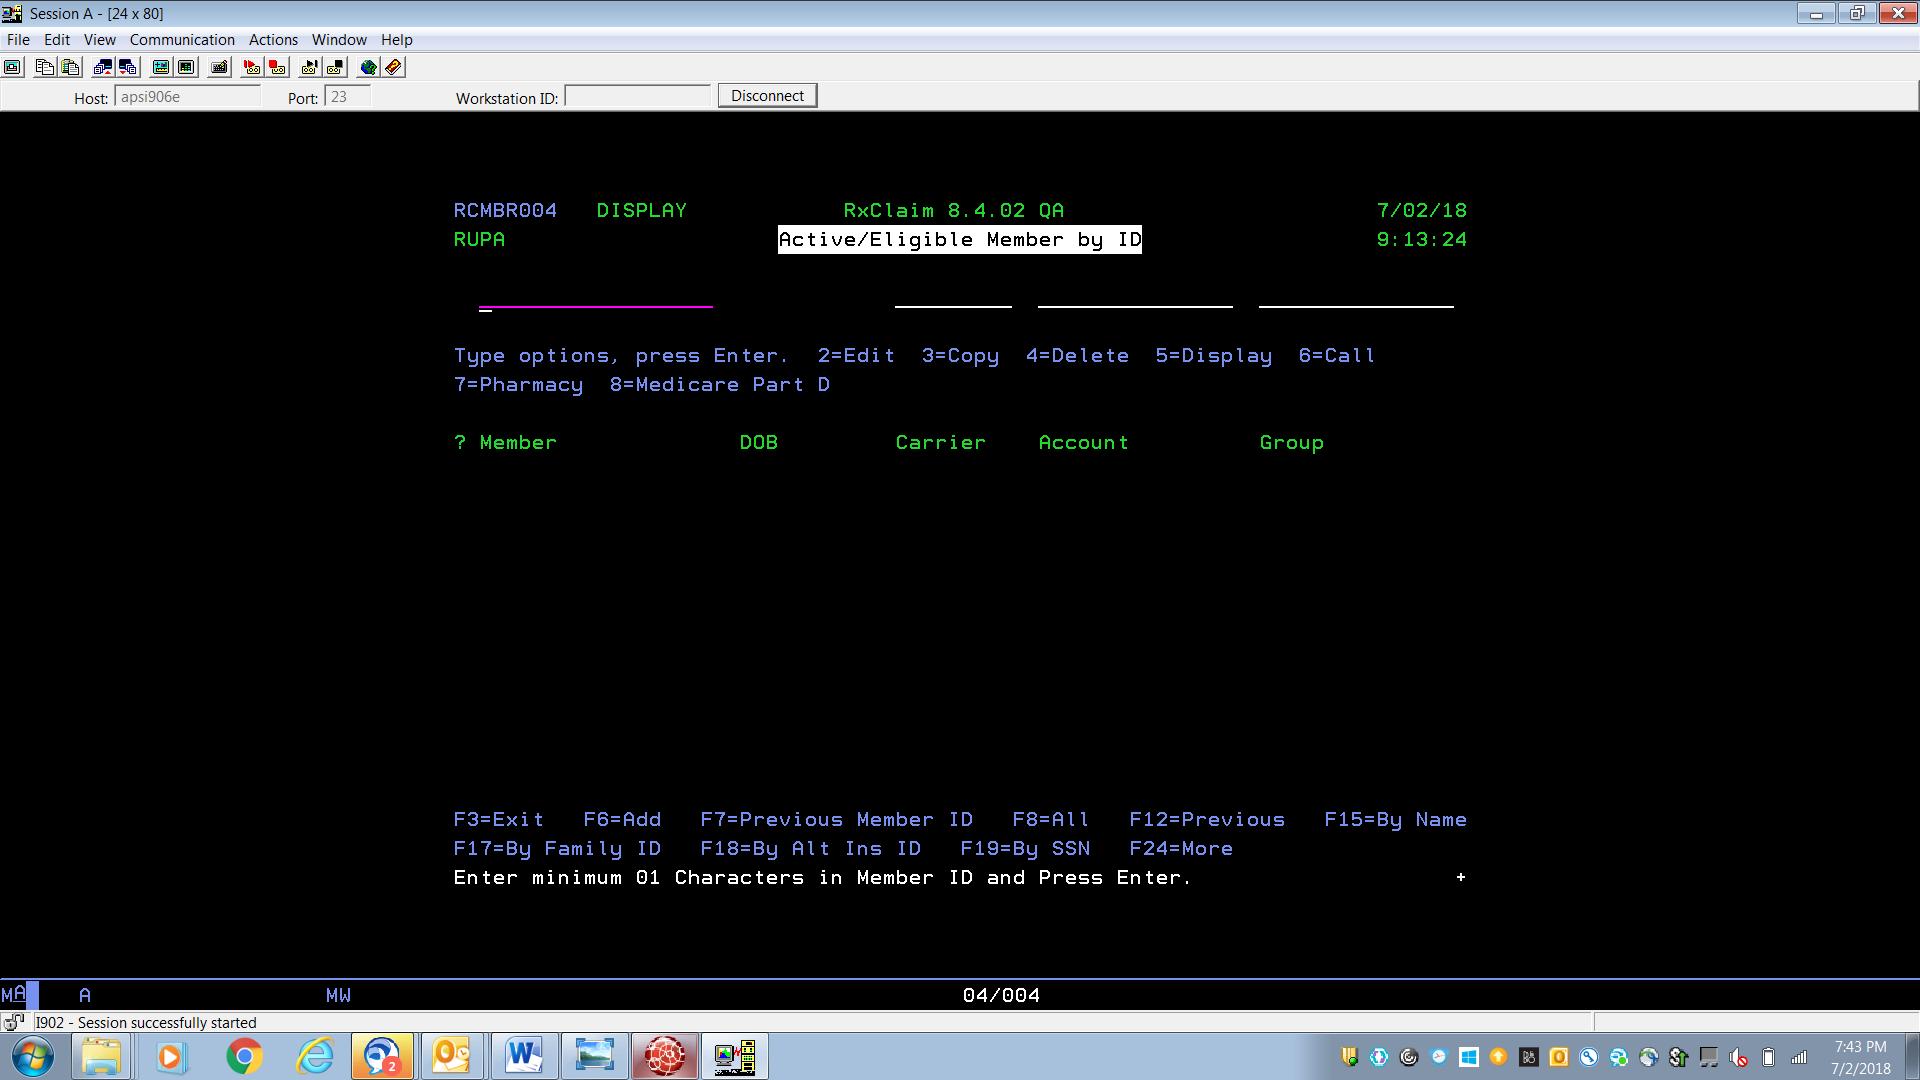 Session A - [24 x 80]
File Edit View Communication Actions Window Help
Host: apsi906e Port: 23 Workstation ID: Disconnect
RCMBR004 DISPLAY RxClaim 8.4.02 QA 7/02/18
RUPA Active/Eligible Member by ID 9:13:24
Type options, press Enter. 2=Edit 3=Copy 4=Delete 5=Display 6=Call
7=Pharmacy 8=Medicare Part D
? Member DOB Carrier Account Group
F3=Exit F6=Add F7=Previous Member ID F8=All F12=Previous F15=By Name
F17=By Family ID F18=By Alt Ins ID F19=By SSN F24=More
Enter minimum 01 Characters in Member ID and Press Enter. +
MA A MW 04/004
I902 - Session successfully started
2
7:43 PM
7/2/2018